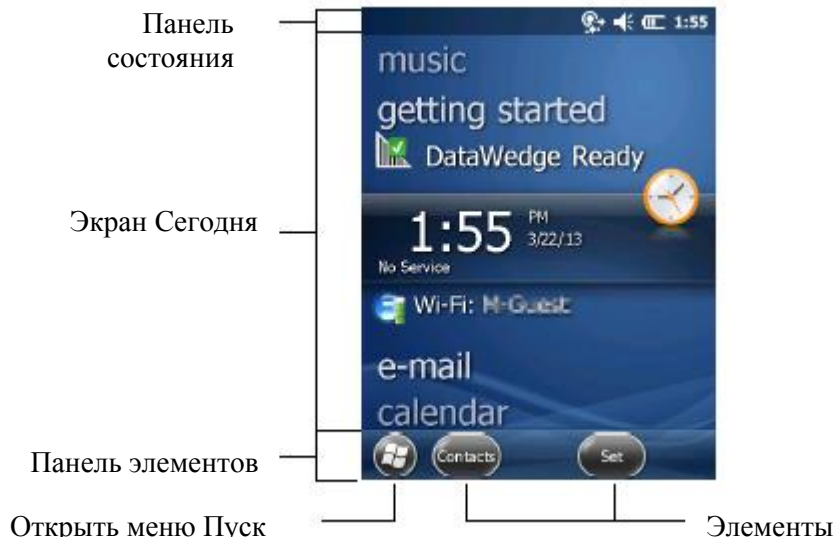 Панель
состояния
1:55
music
getting started
DataWedge Ready
Экран Сегодня
1:55 PM
3/22/13
No Service
Wi-Fi: M-Guest
e-mail
calendar
Панель элементов
Contacts
Set
Открыть меню Пуск
Элементы